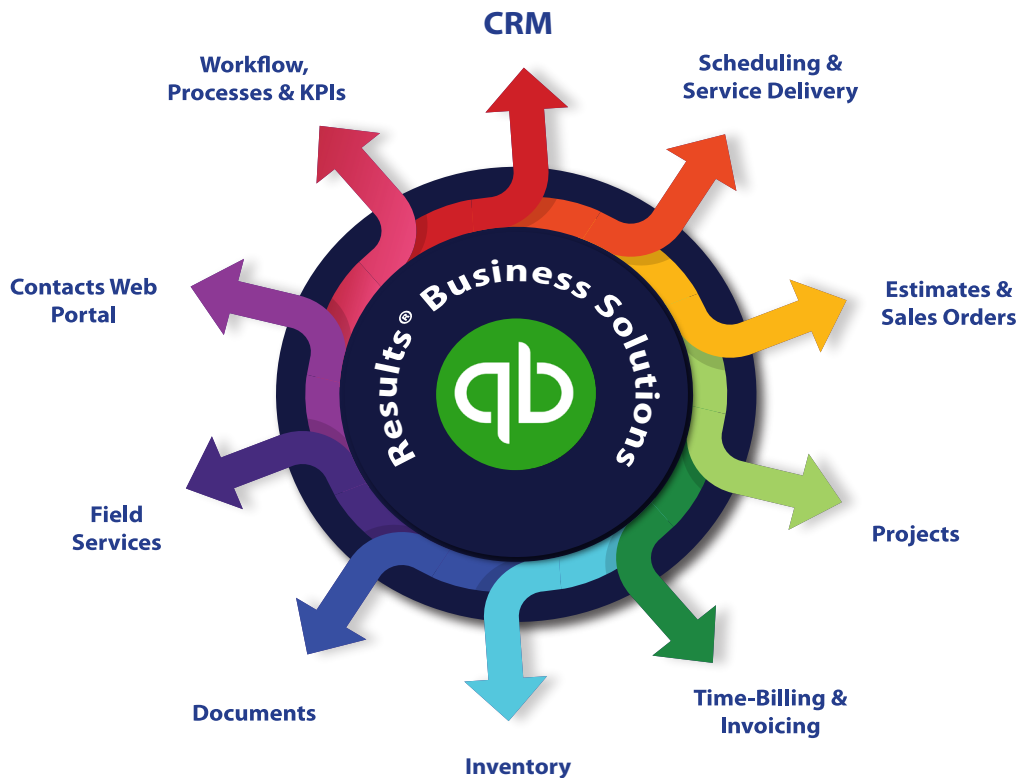 CRM
Scheduling &
Service Delivery
Estimates &
Sales Orders
Projects
Time-Billing &
Invoicing
Inventory
Documents
Field
Services
Contacts Web
Portal
Workflow,
Processes & KPIs
Results® Business Solutions
qb